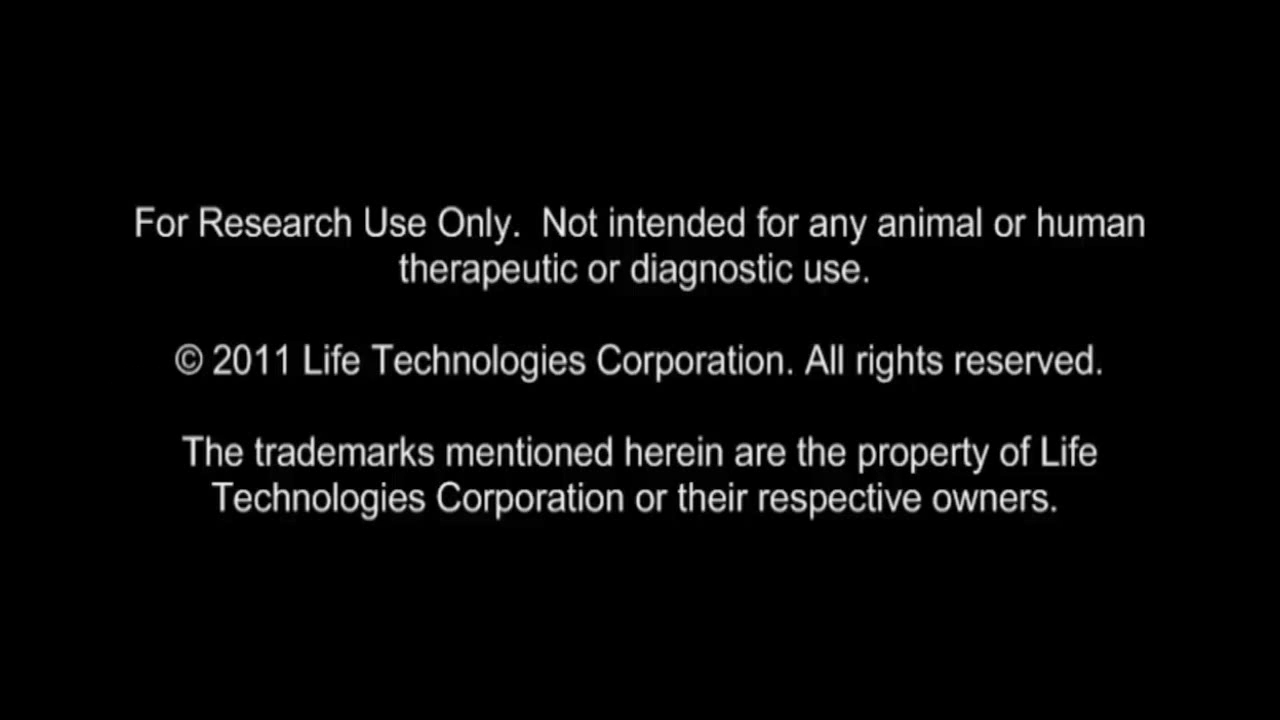 For Research Use Only.  Not intended for any animal or human
therapeutic or diagnostic use.
© 2011 Life Technologies Corporation. All rights reserved.
The trademarks mentioned herein are the property of Life
Technologies Corporation or their respective owners.